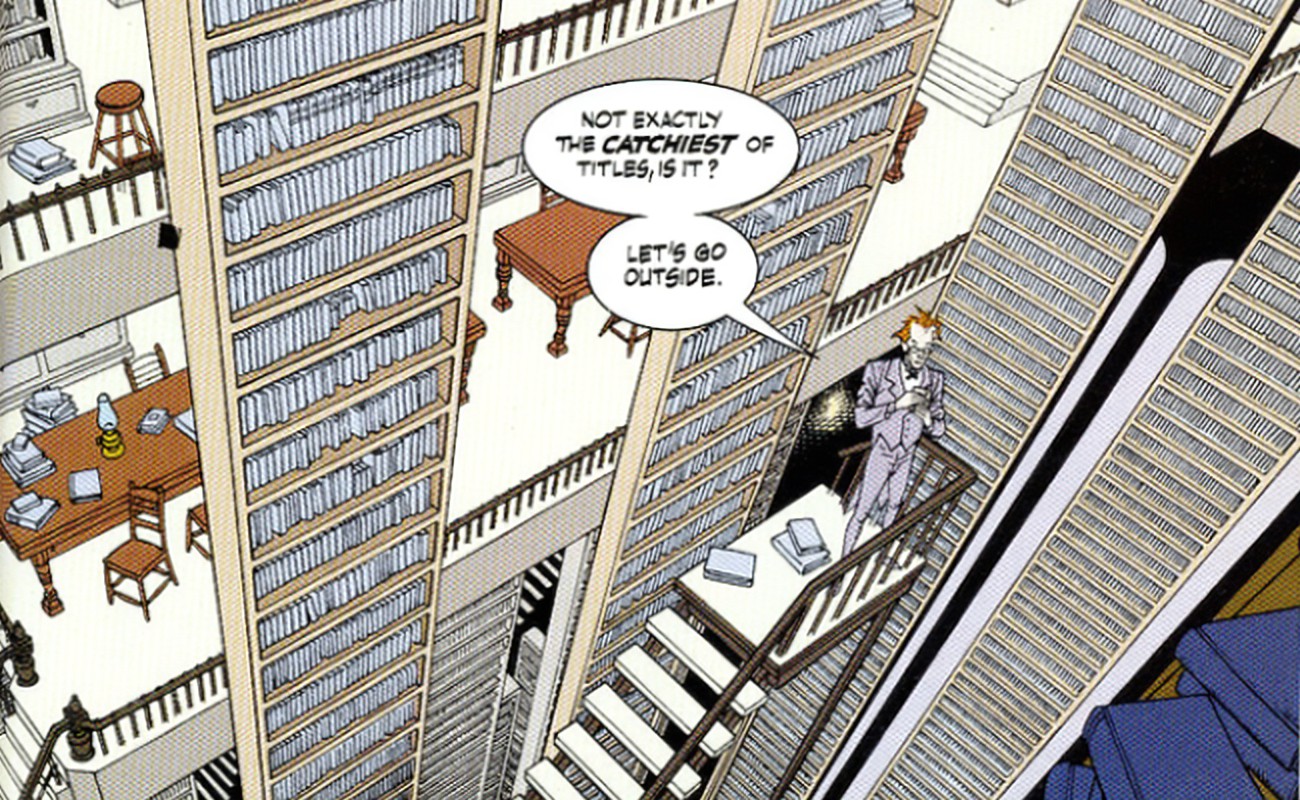 NOT EXACTLY
THE CATCHIEST OF
TITLES, IS IT?
LET'S GO
OUTSIDE.